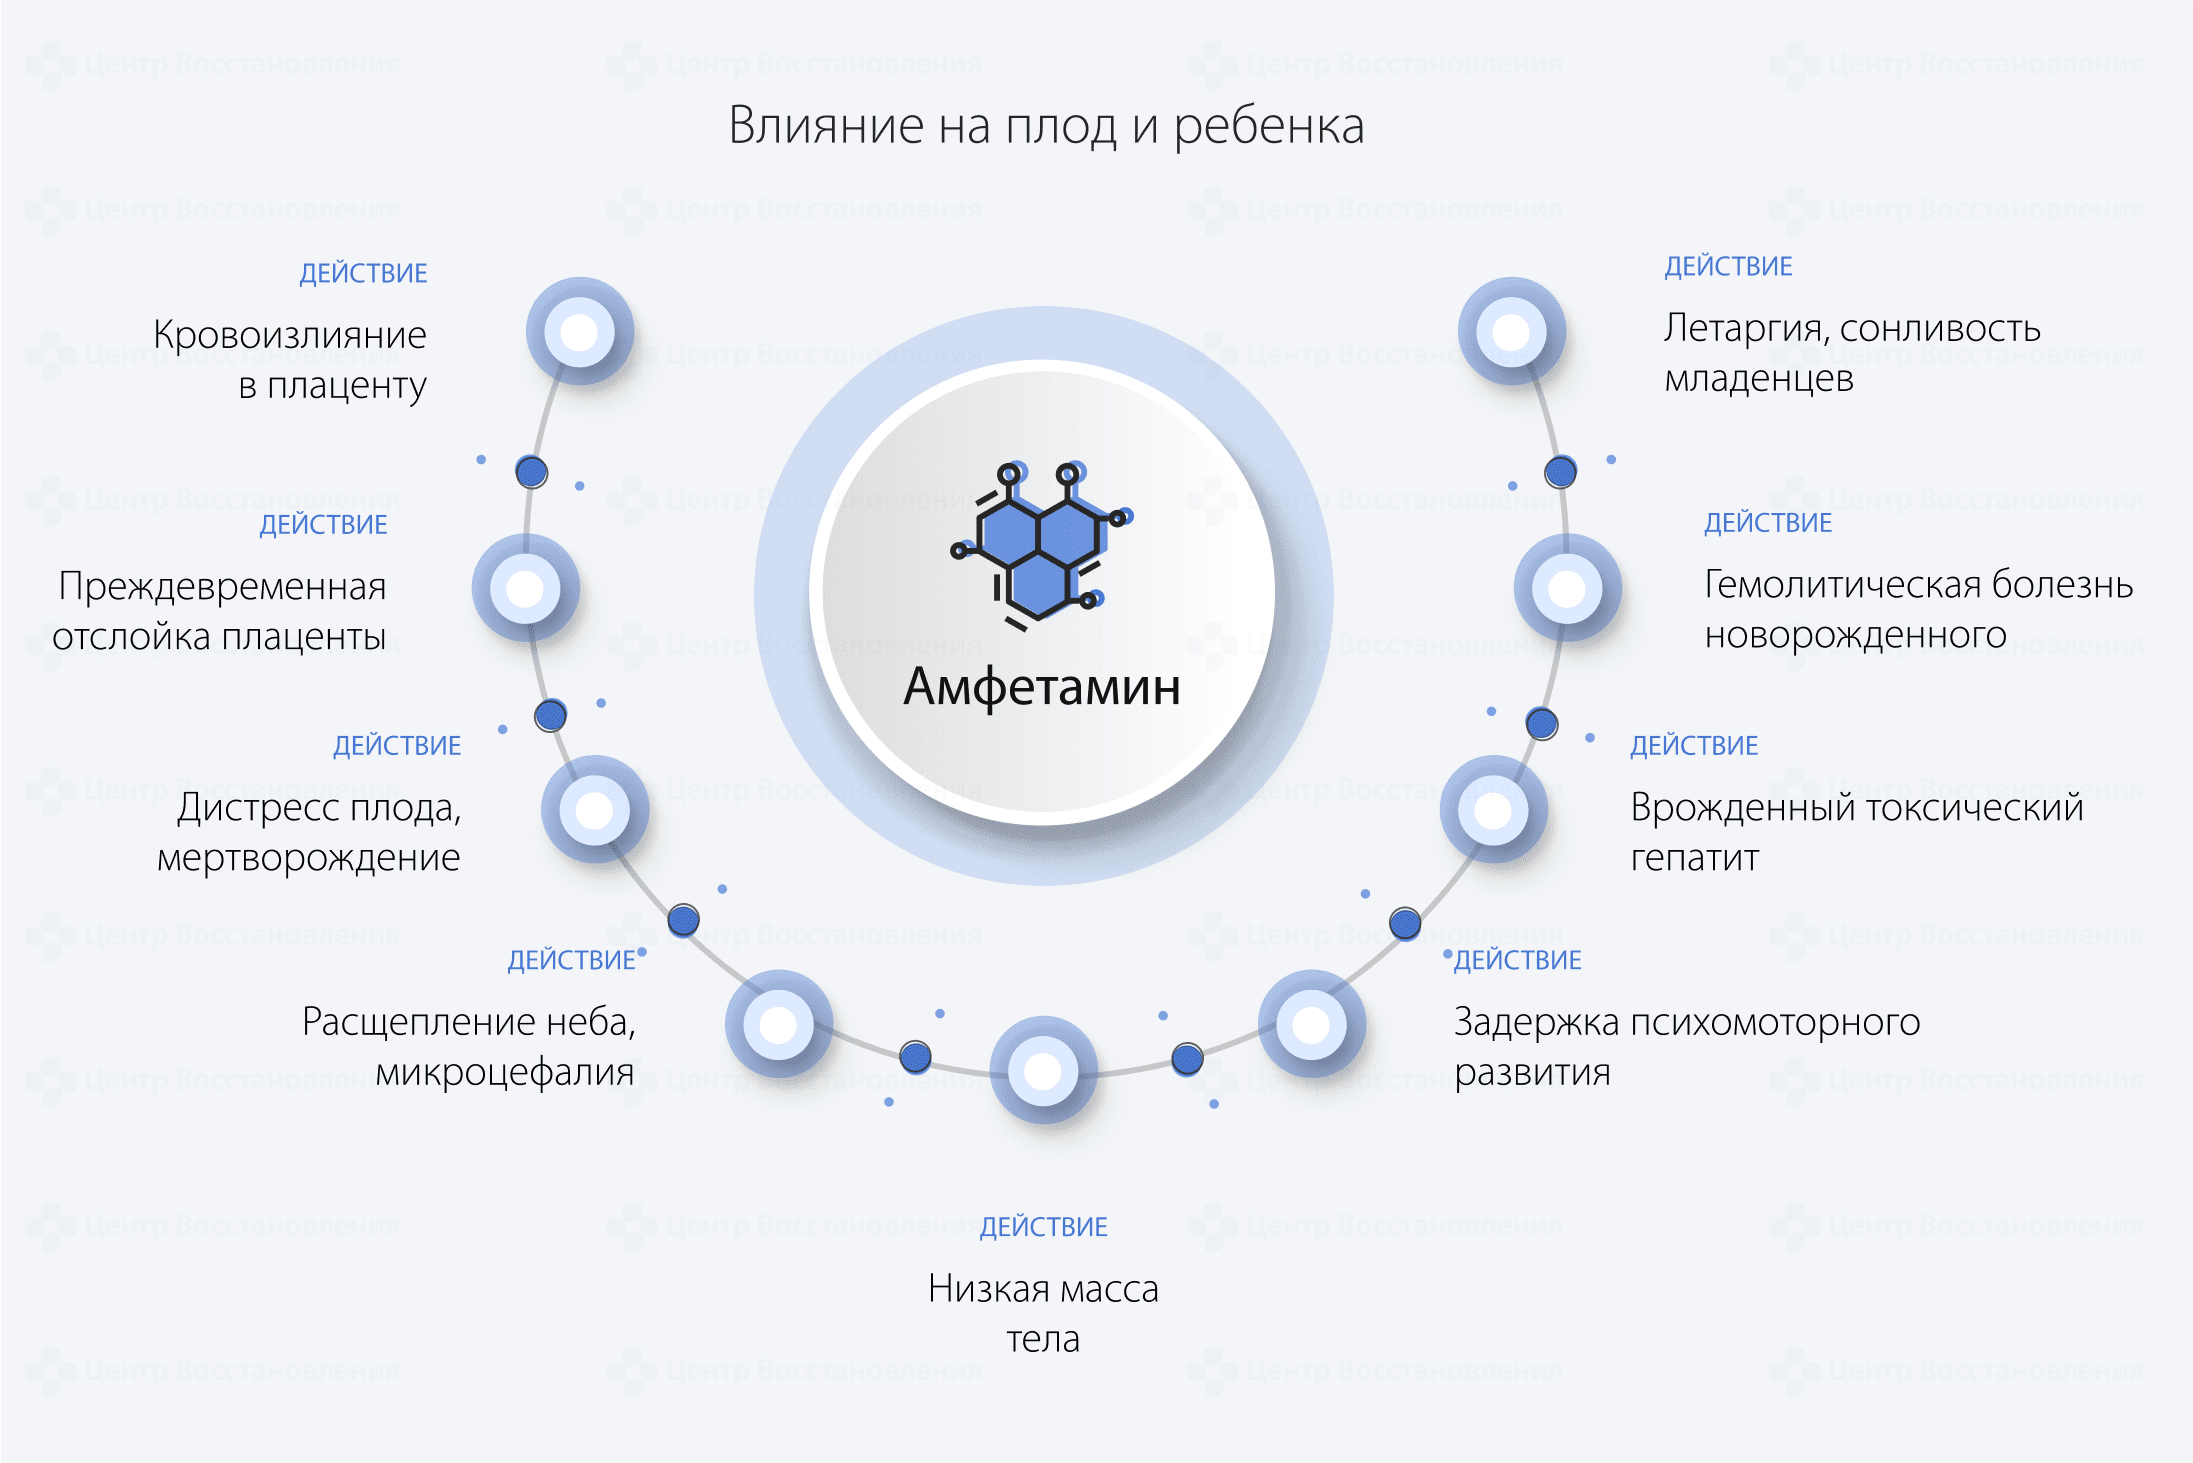 Влияние на плод и ребенка
ДЕЙСТВИЕ
Кровоизлияние
в плаценту
ДЕЙСТВИЕ
Преждевременная
отслойка плаценты
ДЕЙСТВИЕ
Дистресс плода,
мертворождение
ДЕЙСТВИЕ
Расщепление неба,
микроцефалия
ДЕЙСТВИЕ
Низкая масса
тела
ДЕЙСТВИЕ
Задержка психомоторного
развития
ДЕЙСТВИЕ
Врожденный токсический
гепатит
ДЕЙСТВИЕ
Гемолитическая болезнь
новорожденного
ДЕЙСТВИЕ
Летаргия, сонливость
младенцев
Амфетамин
Центр Восстановления